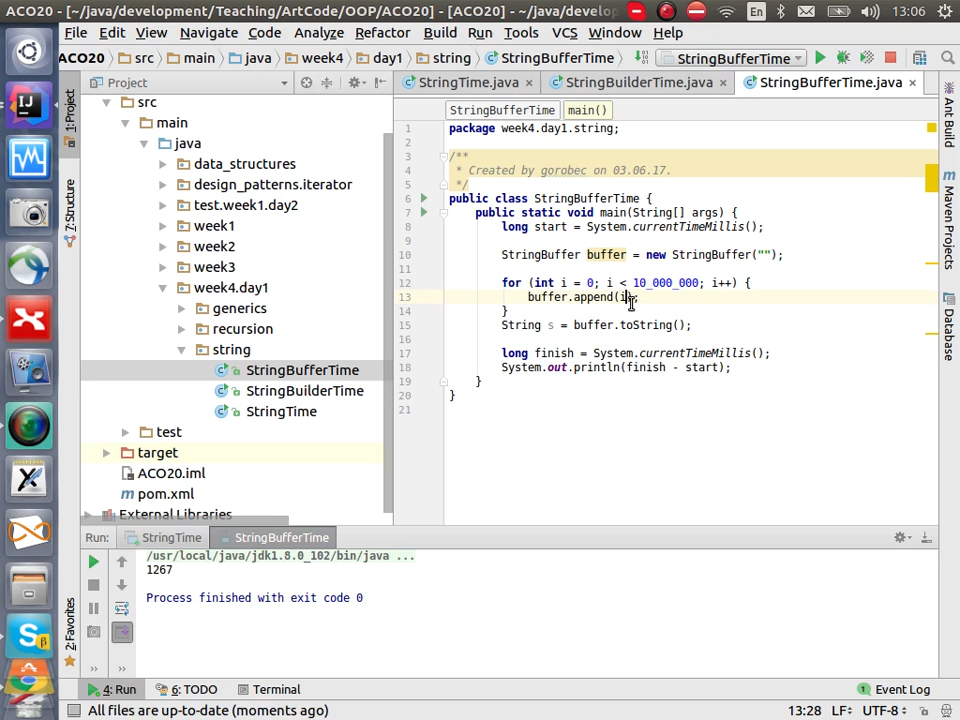 ACO20 - [~/java/development/Teaching/ArtCode/OOP/ACO20] - [ACO20] - ~/java/develop
En
13:06
File Edit View Navigate Code Analyze Refactor Build Run Tools VCS Window Help
ACO20 src main java week4 day1 string StringBufferTime
StringBufferTime
1: Project
7: Structure
2: Favorites
Project
src
main
java
data_structures
design_patterns.iterator
test.week1.day2
week1
week2
week3
week4.day1
generics
recursion
string
StringBufferTime
StringBuilderTime
StringTime
test
target
ACO20.iml
pom.xml
External Libraries
StringTime.java × StringBuilderTime.java × StringBufferTime.java ×
StringBufferTime main()
1 package week4.day1.string;
2
3 /**
4 * Created by gorobec on 03.06.17.
5 */
6 public class StringBufferTime {
7 public static void main(String[] args) {
8 long start = System.currentTimeMillis();
9
10 StringBuffer buffer = new StringBuffer("");
11
12 for (int i = 0; i < 10_000_000; i++) {
13 buffer.append(i);
14 }
15 String s = buffer.toString();
16
17 long finish = System.currentTimeMillis();
18 System.out.println(finish - start);
19 }
20 }
21
Ant Build
Maven Projects
Database
Run: StringTime StringBufferTime
/usr/local/java/jdk1.8.0_102/bin/java ...
1267
Process finished with exit code 0
4: Run 6: TODO Terminal
1 Event Log
All files are up-to-date (moments ago)
13:28 LF÷ UTF-8÷